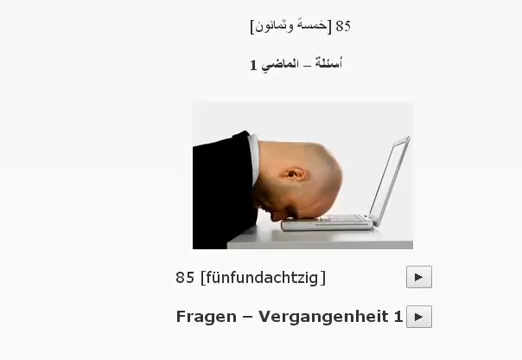 85 [خمسة وثمانون]
أسئلة – الماضي 1
85 [fünfundachtzig]
Fragen – Vergangenheit 1